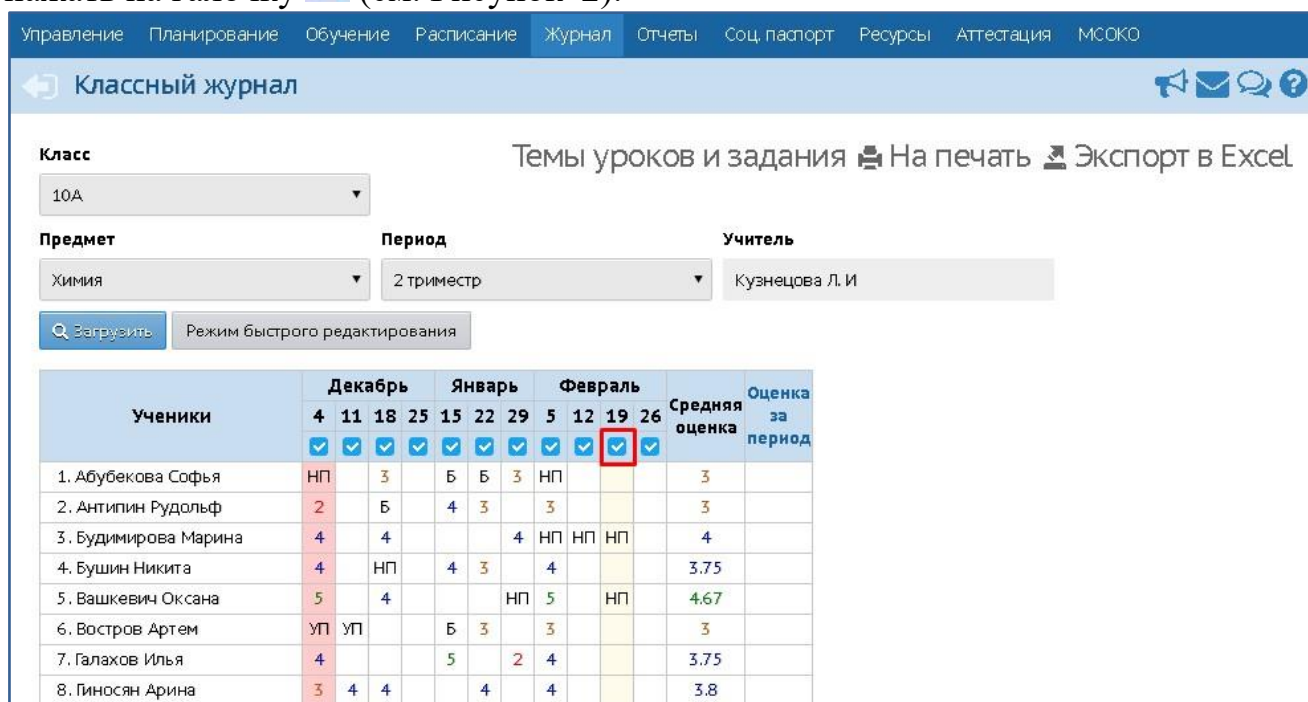 (см. Рисунок 2).
Управление Планирование Обучение Расписание Журнал Отчеты Соц. паспорт Ресурсы Аттестация МСОКО
Классный журнал
Класс
Темы уроков и задания На печать Экспорт в Excel
10А
Предмет Период Учитель
Химия 2 триместр Кузнецова Л. И
Загрузить Режим быстрого редактирования
Ученики Декабрь Январь Февраль Средняя оценка Оценка за период
4 11 18 25 15 22 29 5 12 19 26
1. Абубекова Софья НП 3 Б Б 3 НП 3
2. Антипин Рудольф 2 Б 4 3 3 3
3. Будимирова Марина 4 4 4 НП НП НП 4
4. Бушин Никита 4 НП 4 3 4 3.75
5. Вашкевич Оксана 5 4 НП 5 НП 4.67
6. Востров Артем УП УП Б 3 3 3
7. Галахов Илья 4 5 2 4 3.75
8. Гиносян Арина 3 4 4 4 4 3.8